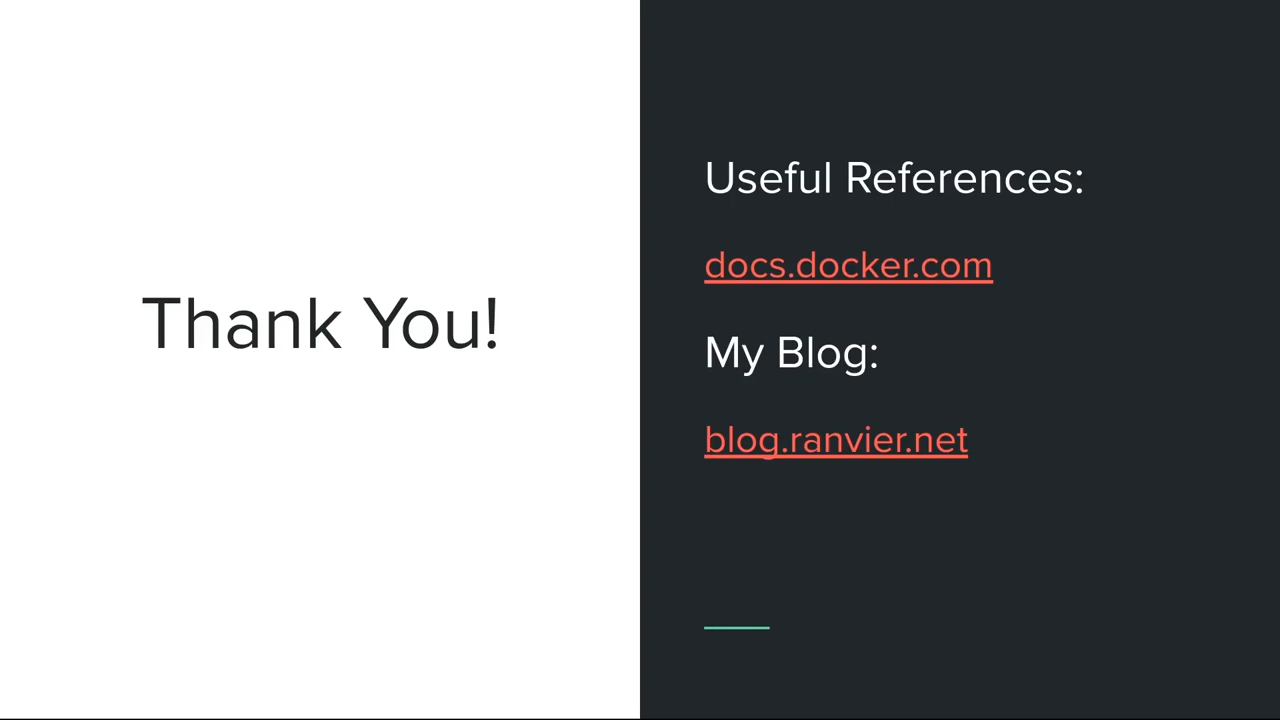 Thank You!
Useful References:
docs.docker.com
My Blog:
blog.ranvier.net